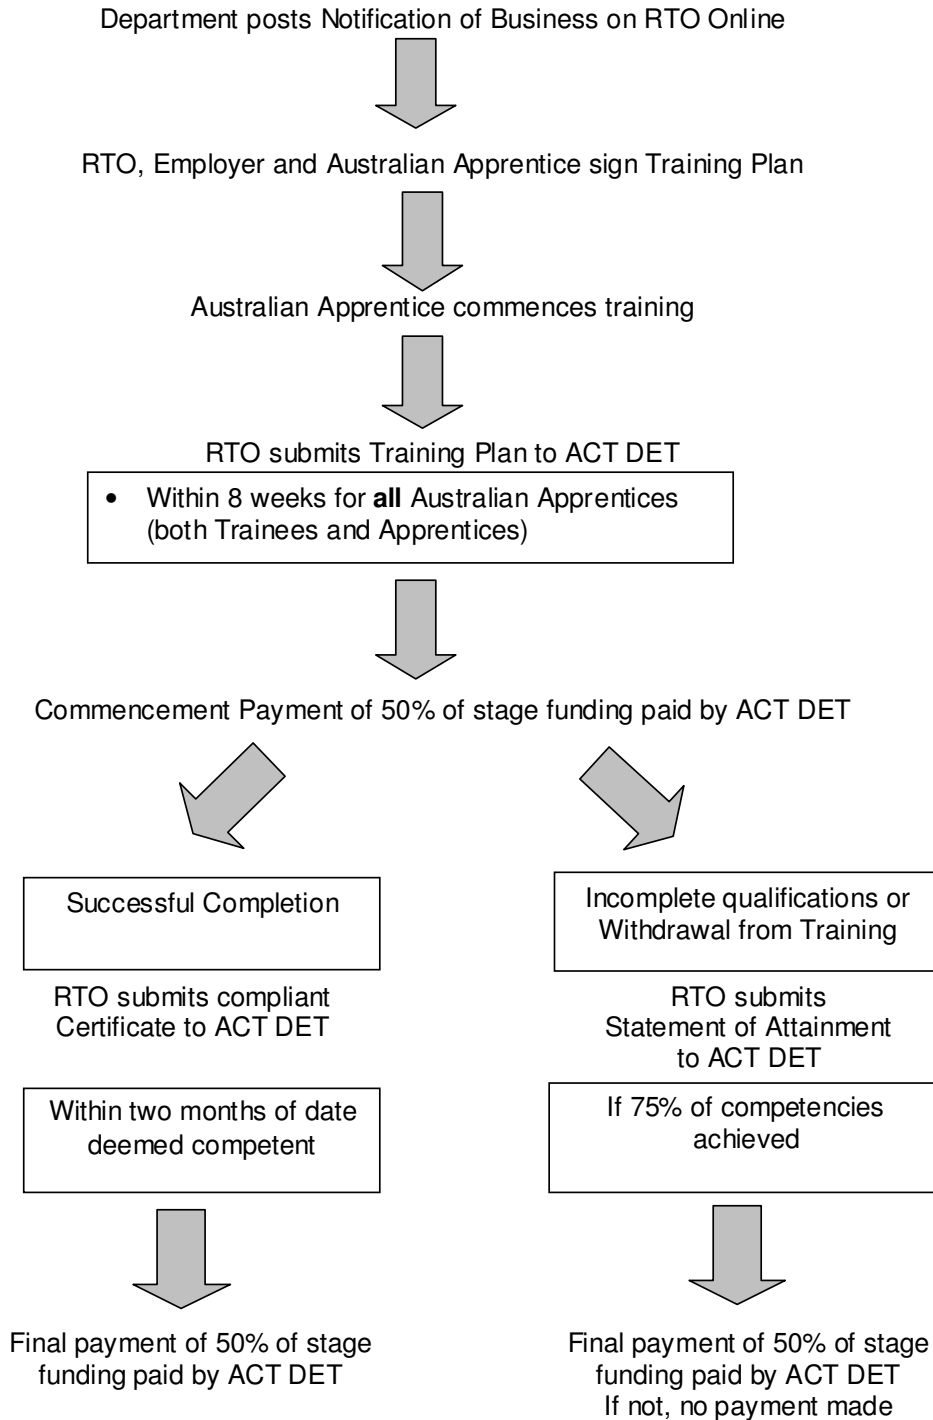 Department posts Notification of Business on RTO Online
RTO, Employer and Australian Apprentice sign Training Plan
Australian Apprentice commences training
RTO submits Training Plan to ACT DET
• Within 8 weeks for all Australian Apprentices
(both Trainees and Apprentices)
Commencement Payment of 50% of stage funding paid by ACT DET
Successful Completion
RTO submits compliant
Certificate to ACT DET
Within two months of date
deemed competent
Final payment of 50% of stage
funding paid by ACT DET
Incomplete qualifications or
Withdrawal from Training
RTO submits
Statement of Attainment
to ACT DET
If 75% of competencies
achieved
Final payment of 50% of stage
funding paid by ACT DET
If not, no payment made